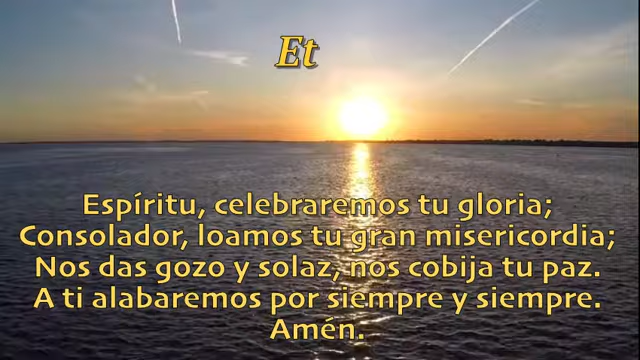 Et
Espíritu, celebraremos tu gloria;
Consolador, loamos tu gran misericordia;
Nos das gozo y solaz, nos cobija tu paz.
A ti alabaremos por siempre y siempre.
Amén.